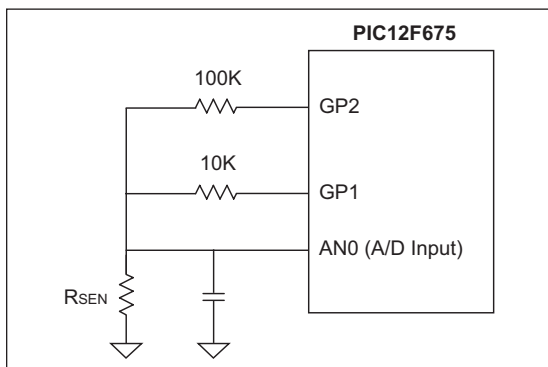 PIC12F675
100K
GP2
10K
GP1
AN0 (A/D Input)
RSEN